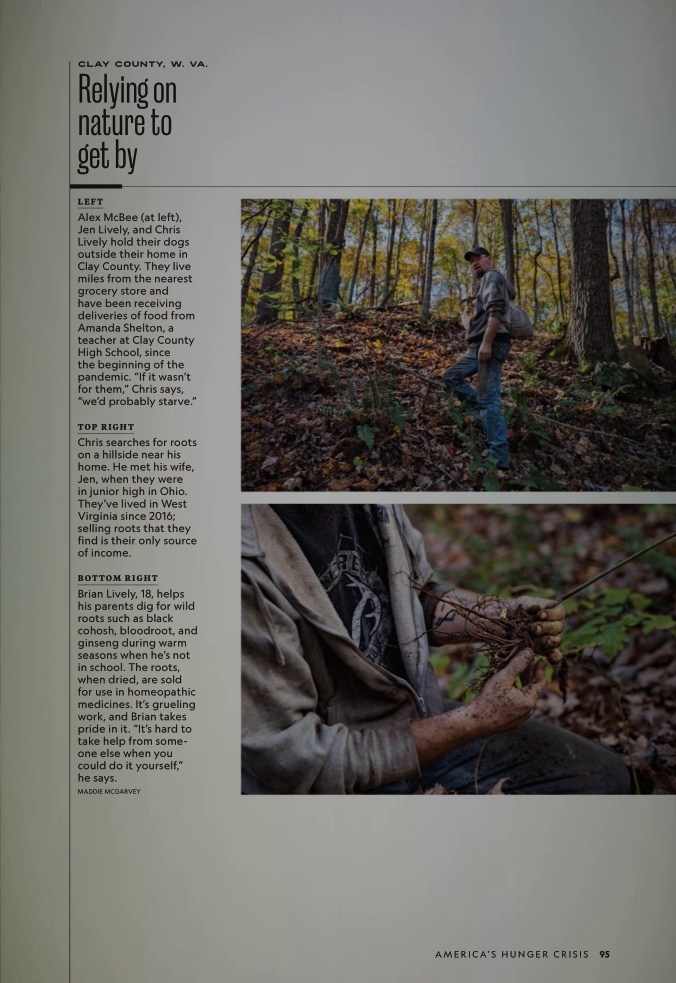 CLAY COUNTY, W. VA.
Relying on
nature to
get by
LEFT
Alex McBee (at left),
Jen Lively, and Chris
Lively hold their dogs
outside their home in
Clay County. They live
miles from the nearest
grocery store and
have been receiving
deliveries of food from
Amanda Shelton, a
teacher at Clay County
High School, since
the beginning of the
pandemic. “If it wasn’t
for them,” Chris says,
“we’d probably starve.”
TOP RIGHT
Chris searches for roots
on a hillside near his
home. He met his wife,
Jen, when they were
in junior high in Ohio.
They’ve lived in West
Virginia since 2016;
selling roots that they
find is their only source
of income.
BOTTOM RIGHT
Brian Lively, 18, helps
his parents dig for wild
roots such as black
cohosh, bloodroot, and
ginseng during warm
seasons when he’s not
in school. The roots,
when dried, are sold
for use in homeopathic
medicines. It’s grueling
work, and Brian takes
pride in it. “It’s hard to
take help from some-
one else when you
could do it yourself,”
he says.
MADDIE MCGARVEY
AMERICA’S HUNGER CRISIS 95